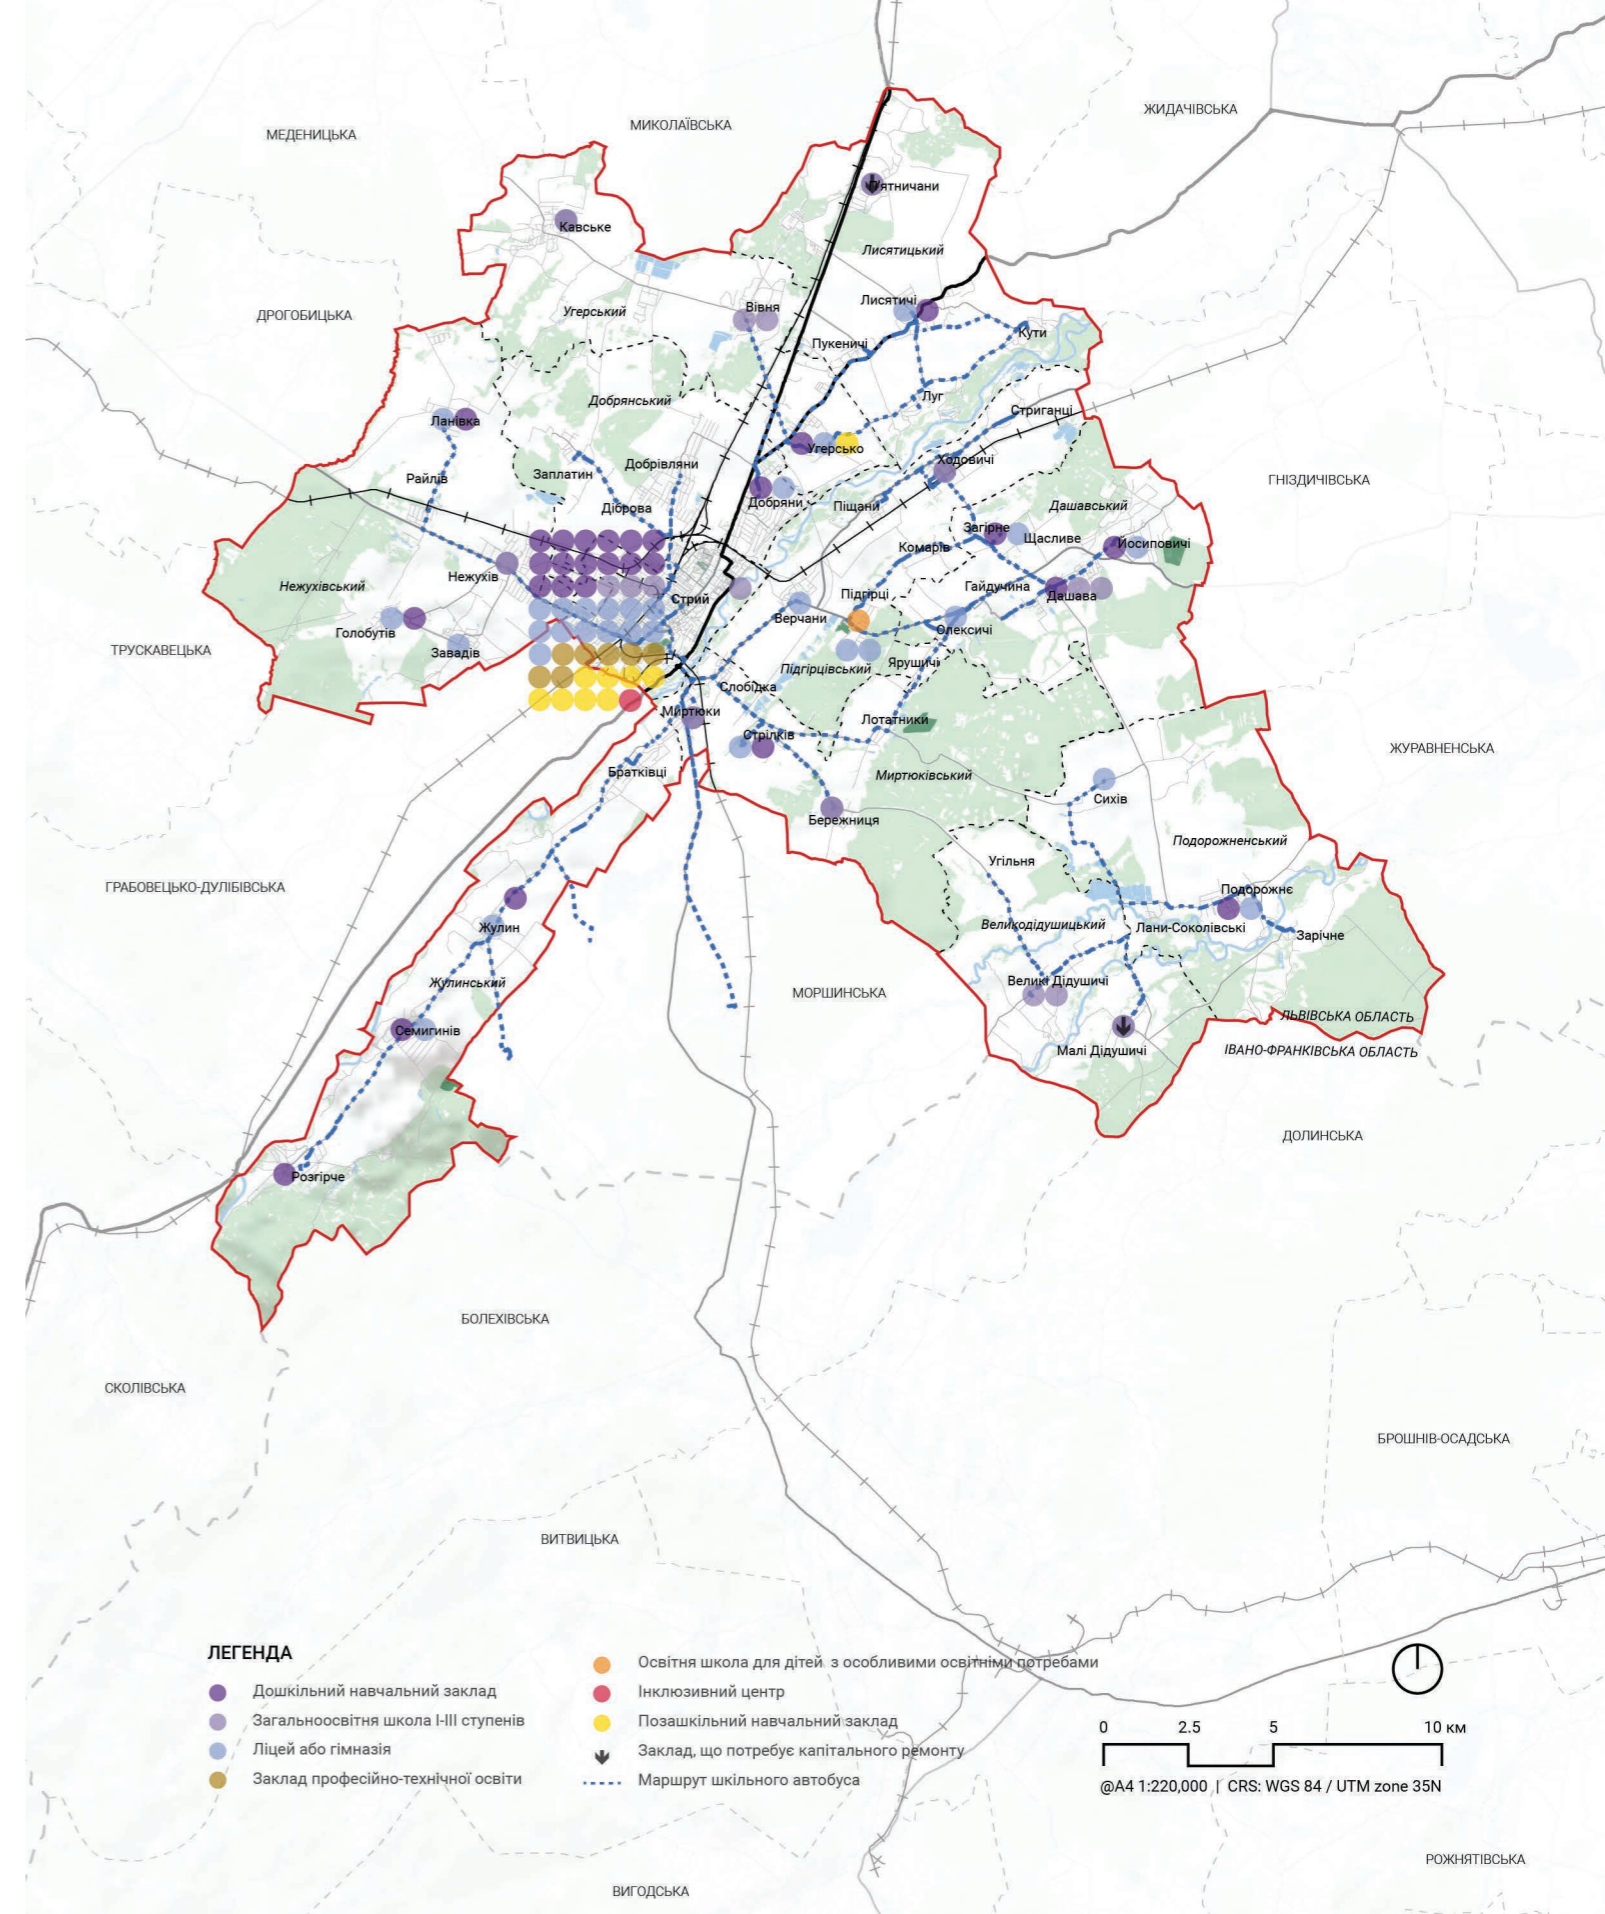 МЕДЕНИЦЬКА
МИКОЛАЇВСЬКА
ЖИДАЧІВСЬКА
П'ятничани
Кавське
Лисятицький
ДРОГОБИЦЬКА
Угерський
Вівня
Лисятичі
Кути
Пукеничі
Луг
Добрянський
Стриганці
Ланівка
Угерсько
Ходовичі
Райлів
Заплатин
Добрівляни
ГНІЗДИЧІВСЬКА
Діброва
Добряни
Піщани
Дашавський
Загірне
Щасливе
Йосиповичі
Комарів
Нежухів
Нежухівський
Стрий
Підгірці
Гайдучина
Дашава
Верчани
Олексичі
Голобутів
Завадів
ТРУСКАВЕЦЬКА
Підгірцівський
Ярушичі
Слобідка
Миртюки
Лотатники
Стрілків
ЖУРАВНЕНСЬКА
Братківці
Миртюківський
Сихів
Бережниця
Подорожненський
Угільня
ГРАБОВЕЦЬКО-ДУЛІБІВСЬКА
Подорожнє
Жулин
Великодідушицький
Лани-Соколівські
Зарічне
Жулинський
Великі Дідушичі
МОРШИНСЬКА
ЛЬВІВСЬКА ОБЛАСТЬ
Семигинів
Малі Дідушичі
ІВАНО-ФРАНКІВСЬКА ОБЛАСТЬ
ДОЛИНСЬКА
Розгірче
БОЛЕХІВСЬКА
СКОЛІВСЬКА
БРОШНІВ-ОСАДСЬКА
ВИТВИЦЬКА
ЛЕГЕНДА
Дошкільний навчальний заклад
Загальноосвітня школа І-ІІІ ступенів
Ліцей або гімназія
Заклад професійно-технічної освіти
Освітня школа для дітей з особливими освітніми потребами
Інклюзивний центр
Позашкільний навчальний заклад
Заклад, що потребує капітального ремонту
Маршрут шкільного автобуса
0 2.5 5 10 км
@A4 1:220,000 | CRS: WGS 84 / UTM zone 35N
РОЖНЯТІВСЬКА
ВИГОДСЬКА